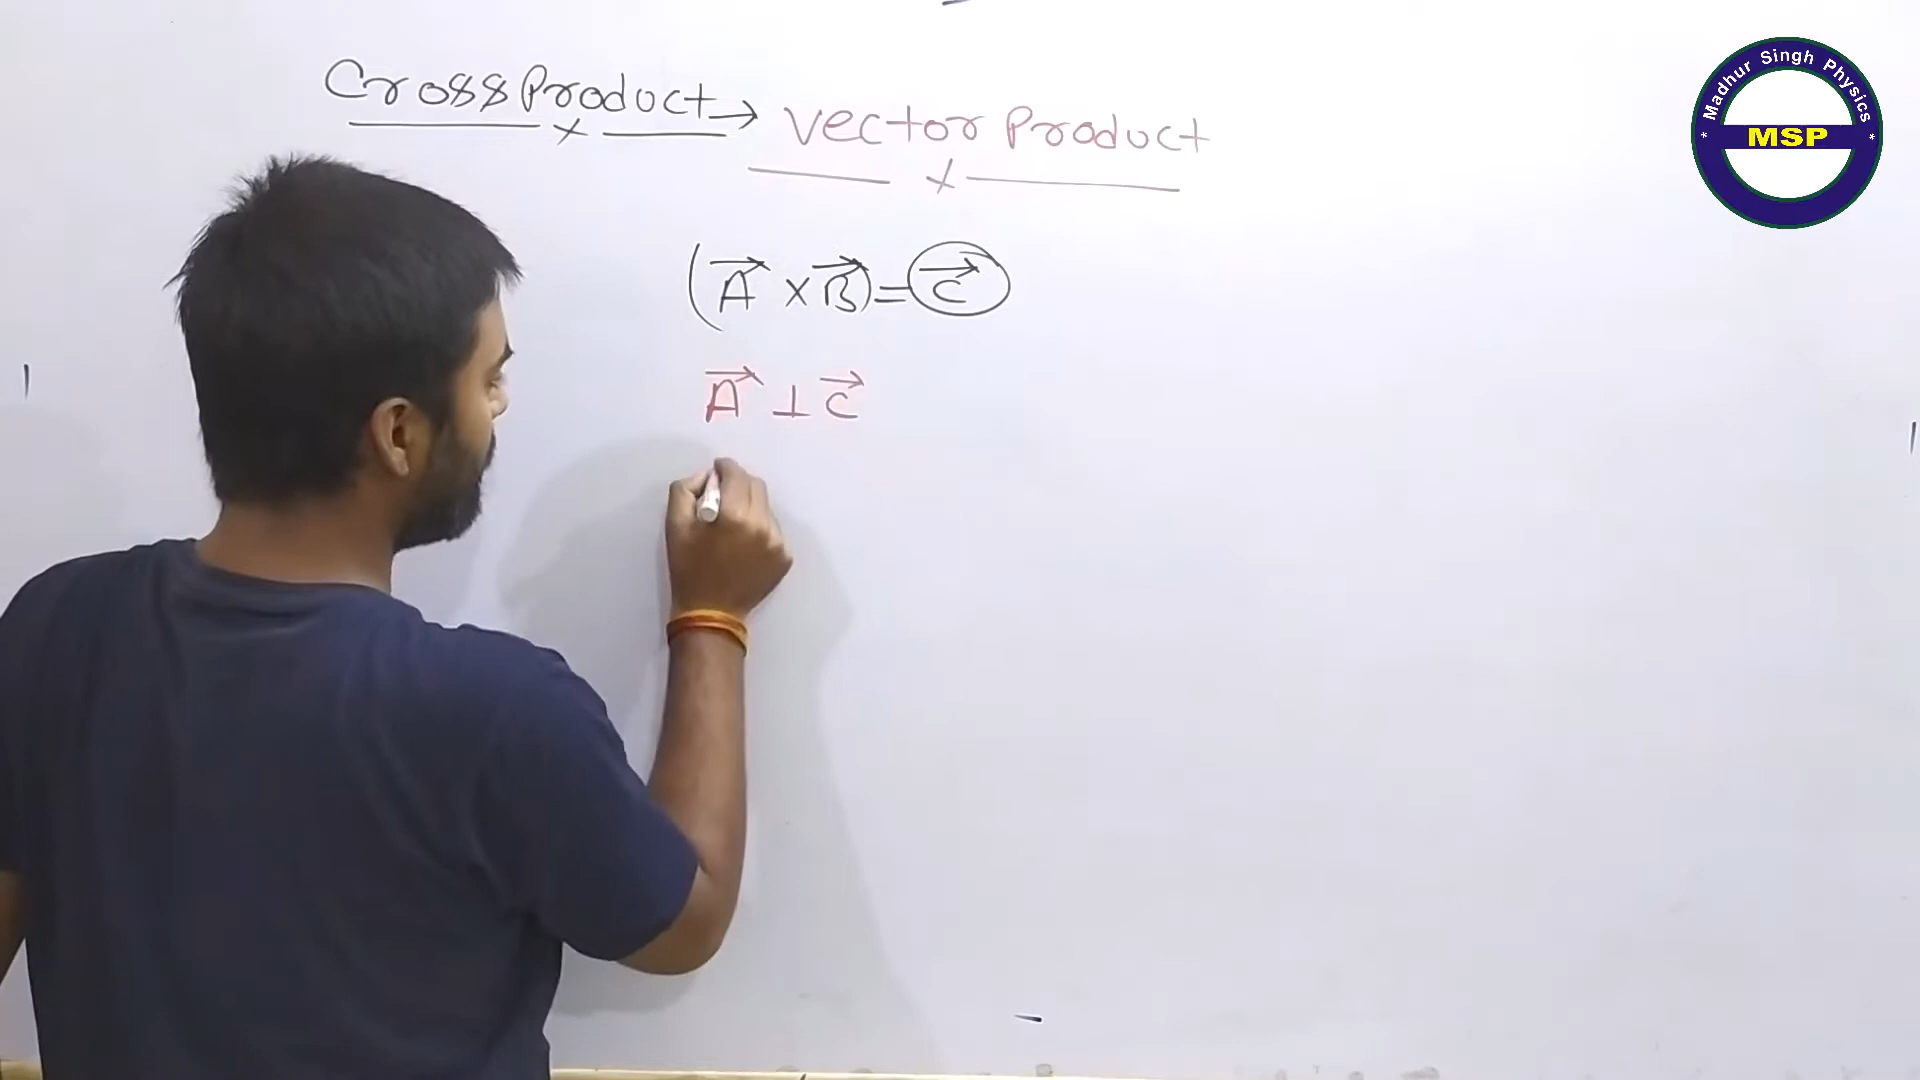 Cross Product → Vector Product
(A⃗ × B⃗) = C⃗
A⃗ ⊥ C⃗
* Madhur Singh Physics *
MSP